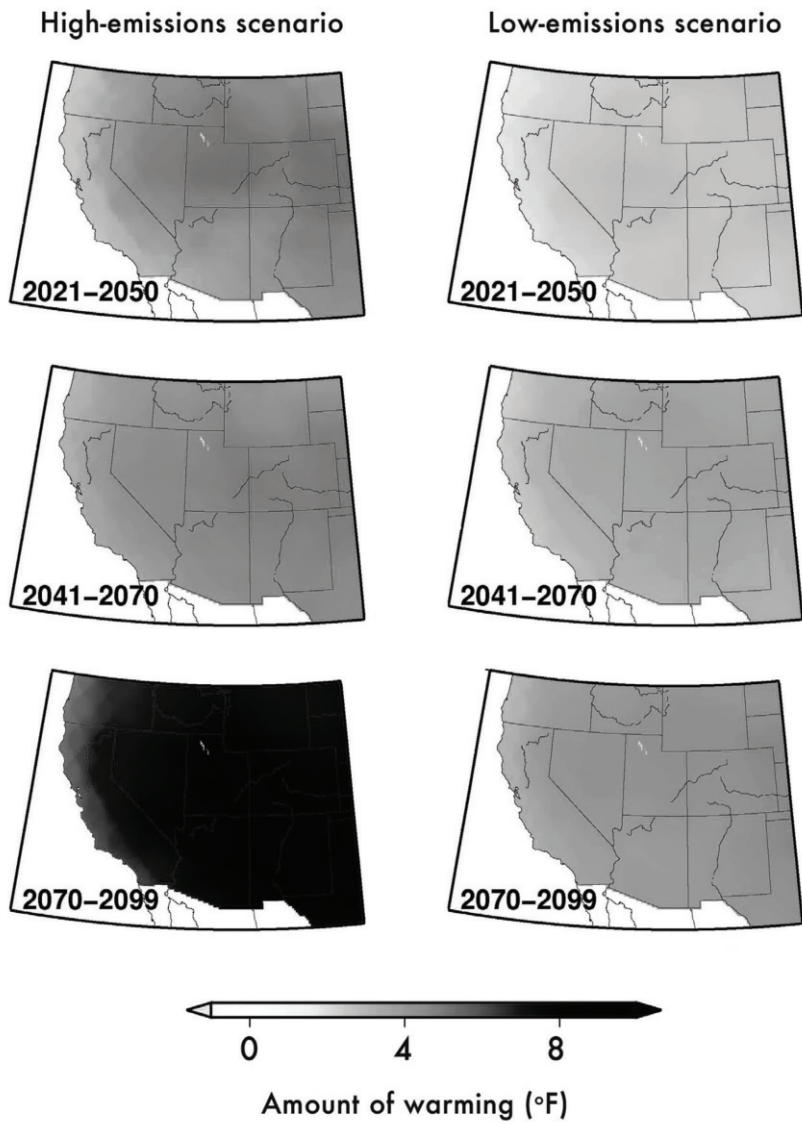 High-emissions scenario
Low-emissions scenario
2021–2050
2021–2050
2041–2070
2041–2070
2070–2099
2070–2099
0 4 8
Amount of warming (°F)